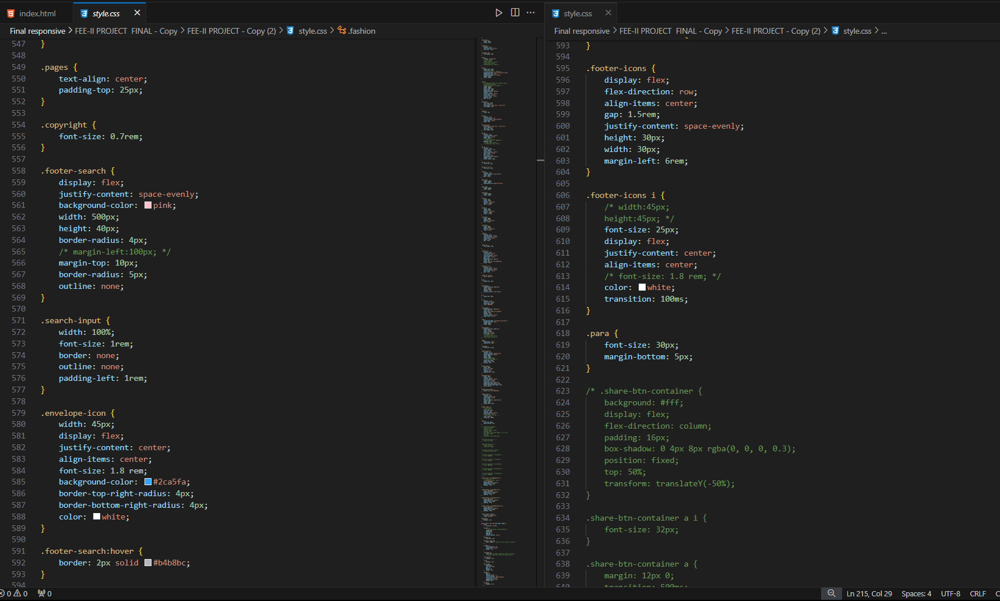 index.html
style.css
style.css
Final responsive > FEE-II PROJECT FINAL - Copy > FEE-II PROJECT - Copy (2) > style.css > .fashion
547 }
548
549 .pages {
550 text-align: center;
551 padding-top: 25px;
552 }
553
554 .copyright {
555 font-size: 0.7rem;
556 }
557
558 .footer-search {
559 display: flex;
560 justify-content: space-evenly;
561 background-color: pink;
562 width: 500px;
563 height: 40px;
564 border-radius: 4px;
565 /* margin-left:100px; */
566 margin-top: 10px;
567 border-radius: 5px;
568 outline: none;
569 }
570
571 .search-input {
572 width: 100%;
573 font-size: 1rem;
574 border: none;
575 outline: none;
576 padding-left: 1rem;
577 }
578
579 .envelope-icon {
580 width: 45px;
581 display: flex;
582 justify-content: center;
583 align-items: center;
584 font-size: 1.8 rem;
585 background-color: #2ca5fa;
586 border-top-right-radius: 4px;
587 border-bottom-right-radius: 4px;
588 color: white;
589 }
590
591 .footer-search:hover {
592 border: 2px solid #b4b8bc;
593 }
594
Final responsive > FEE-II PROJECT FINAL - Copy > FEE-II PROJECT - Copy (2) > style.css > ...
593 }
594
595 .footer-icons {
596 display: flex;
597 flex-direction: row;
598 align-items: center;
599 gap: 1.5rem;
600 justify-content: space-evenly;
601 height: 30px;
602 width: 30px;
603 margin-left: 6rem;
604 }
605
606 .footer-icons i {
607 /* width:45px;
608 height:45px; */
609 font-size: 25px;
610 display: flex;
611 justify-content: center;
612 align-items: center;
613 /* font-size: 1.8 rem; */
614 color: white;
615 transition: 100ms;
616 }
617
618 .para {
619 font-size: 30px;
620 margin-bottom: 5px;
621 }
622
623 /* .share-btn-container {
624 background: #fff;
625 display: flex;
626 flex-direction: column;
627 padding: 16px;
628 box-shadow: 0 4px 8px rgba(0, 0, 0, 0.3);
629 position: fixed;
630 top: 50%;
631 transform: translateY(-50%);
632 }
633
634 .share-btn-container a i {
635 font-size: 32px;
636 }
637
638 .share-btn-container a {
639 margin: 12px 0;
640 transition: 500ms;
0 0 0
Ln 215, Col 29 Spaces: 4 UTF-8 CRLF